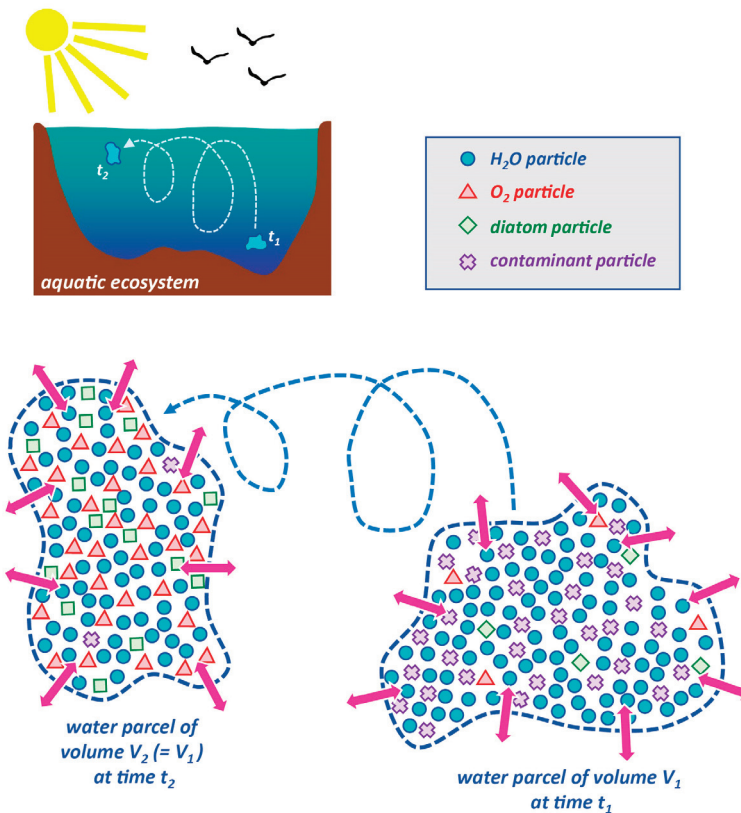 t₂
t₁
aquatic ecosystem
H₂O particle
O₂ particle
diatom particle
contaminant particle
water parcel of
volume V₂ (= V₁)
at time t₂
water parcel of volume V₁
at time t₁